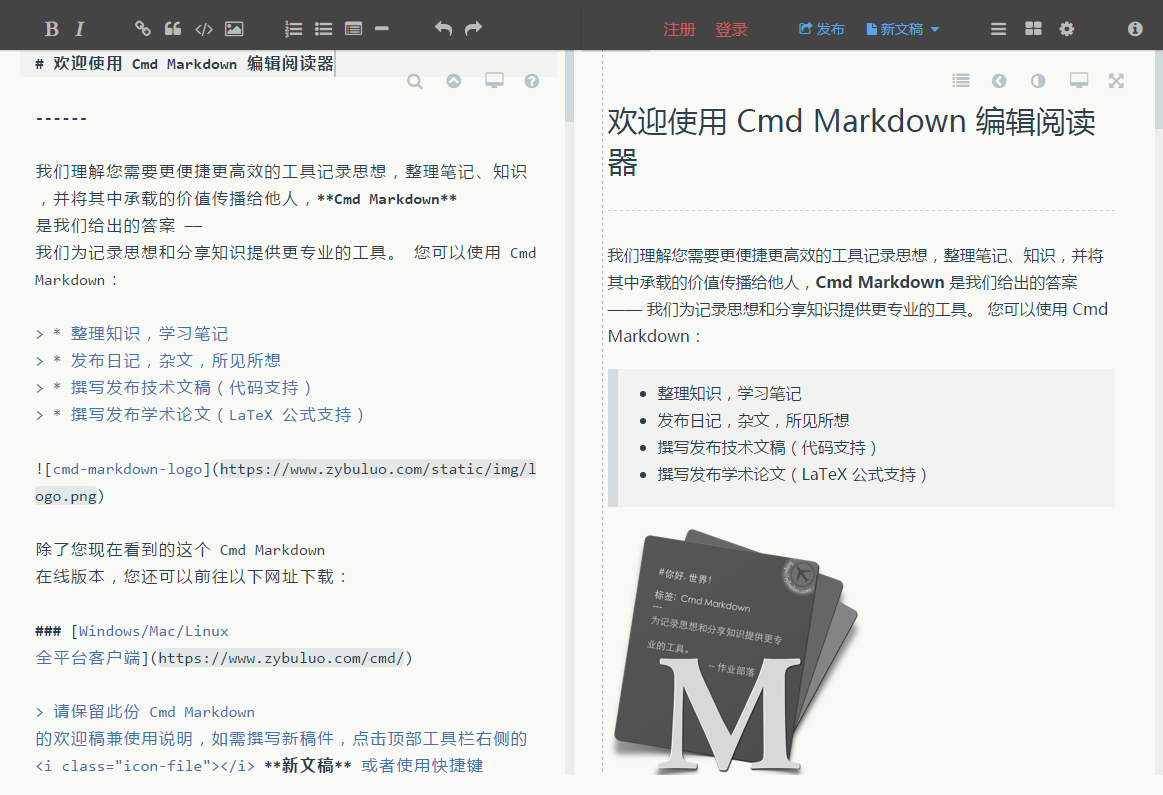 B I
注册 登录 发布 新文稿
# 欢迎使用 Cmd Markdown 编辑阅读器
------
我们理解您需要更便捷更高效的工具记录思想，整理笔记、知识
，并将其中承载的价值传播给他人，**Cmd Markdown**
是我们给出的答案 ——
我们为记录思想和分享知识提供更专业的工具。 您可以使用 Cmd
Markdown：
> * 整理知识，学习笔记
> * 发布日记，杂文，所见所想
> * 撰写发布技术文稿（代码支持）
> * 撰写发布学术论文（LaTeX 公式支持）
![cmd-markdown-logo](https://www.zybuluo.com/static/img/l
ogo.png)
除了您现在看到的这个 Cmd Markdown
在线版本，您还可以前往以下网址下载：
### [Windows/Mac/Linux
全平台客户端](https://www.zybuluo.com/cmd/)
> 请保留此份 Cmd Markdown
的欢迎稿兼使用说明，如需撰写新稿件，点击顶部工具栏右侧的
<i class="icon-file"></i> **新文稿** 或者使用快捷键
欢迎使用 Cmd Markdown 编辑阅读
器
我们理解您需要更便捷更高效的工具记录思想，整理笔记、知识，并将
其中承载的价值传播给他人，Cmd Markdown 是我们给出的答案
—— 我们为记录思想和分享知识提供更专业的工具。 您可以使用 Cmd
Markdown：
整理知识，学习笔记
发布日记，杂文，所见所想
撰写发布技术文稿（代码支持）
撰写发布学术论文（LaTeX 公式支持）
#你好, 世界！
标签：Cmd Markdown
—
为记录思想和分享知识提供更专
业的工具。
-- 作业部落
M